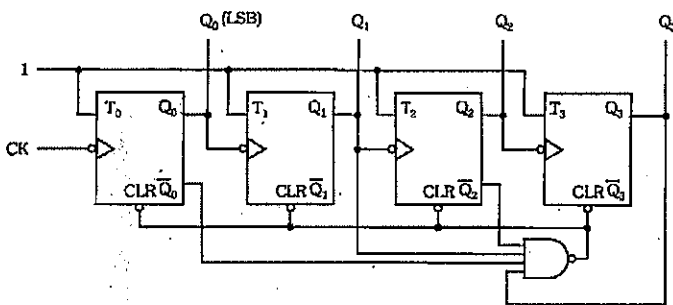 Q₀ (LSB) Q₁ Q₂
1
T₀ Q₀ T₁ Q₁ T₂ Q₂ T₃ Q₃
CK
CLR Q̅₀ CLR Q̅₁ CLR Q̅₂ CLR Q̅₃